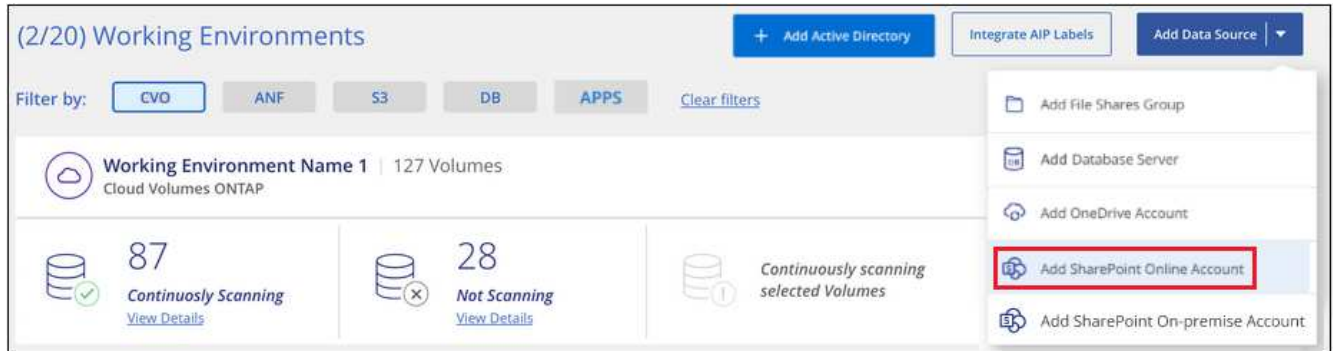 (2/20) Working Environments
+ Add Active Directory
Integrate AIP Labels
Add Data Source
Filter by:
CVO
ANF
S3
DB
APPS
Clear filters
Add File Shares Group
DB
Add Database Server
Working Environment Name 1 | 127 Volumes
Cloud Volumes ONTAP
Add OneDrive Account
87
Continuosly Scanning
View Details
28
Not Scanning
View Details
Continuously scanning
selected Volumes
S
Add SharePoint Online Account
S
Add SharePoint On-premise Account